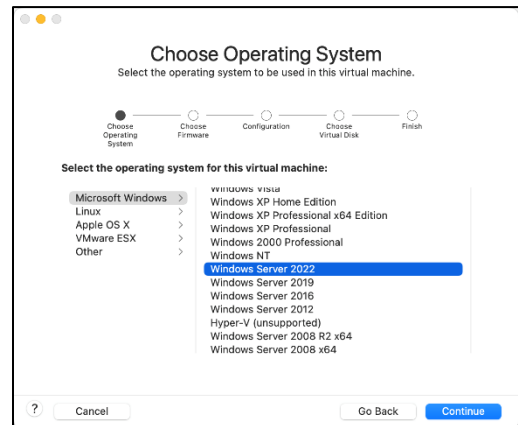 Choose Operating System
Select the operating system to be used in this virtual machine.
Choose Operating System
Choose Firmware
Configuration
Choose Virtual Disk
Finish
Select the operating system for this virtual machine:
Microsoft Windows
Linux
Apple OS X
VMware ESX
Other
Windows Vista
Windows XP Home Edition
Windows XP Professional x64 Edition
Windows XP Professional
Windows 2000 Professional
Windows NT
Windows Server 2022
Windows Server 2019
Windows Server 2016
Windows Server 2012
Hyper-V (unsupported)
Windows Server 2008 R2 x64
Windows Server 2008 x64
?
Cancel
Go Back
Continue